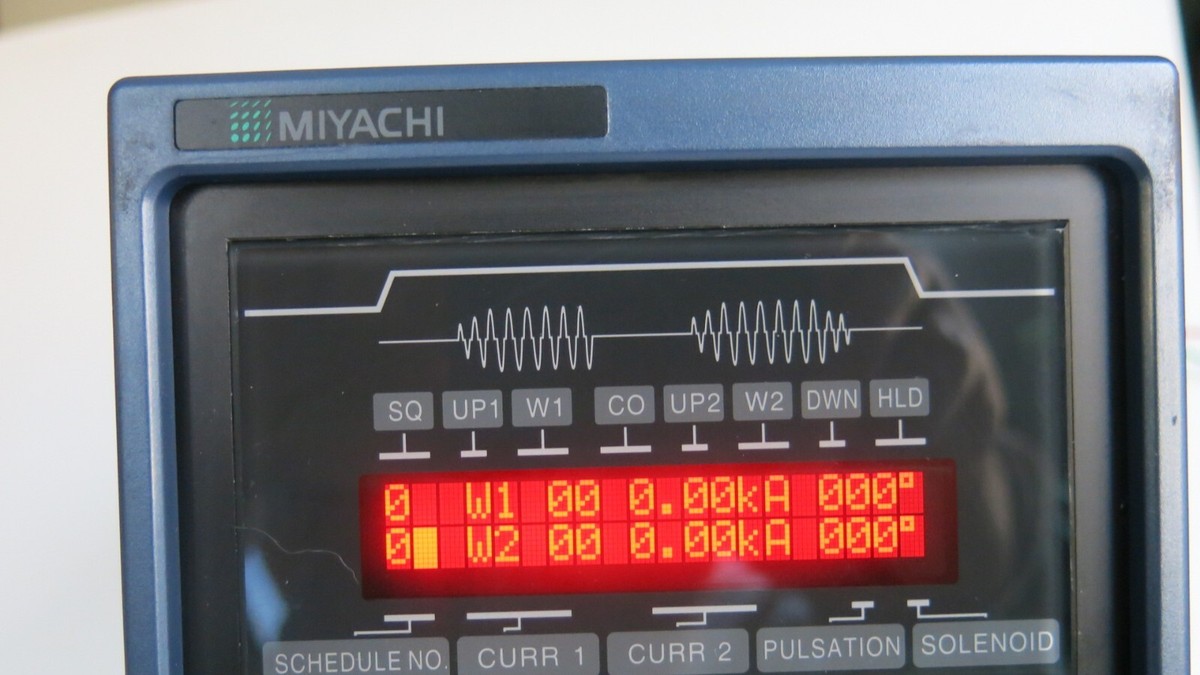 MIYACHI
SQ UP1 W1 CO UP2 W2 DWN HLD
0 W1 00 0.00kA 000°
0 W2 00 0.00kA 000°
SCHEDULE NO. CURR 1 CURR 2 PULSATION SOLENOID